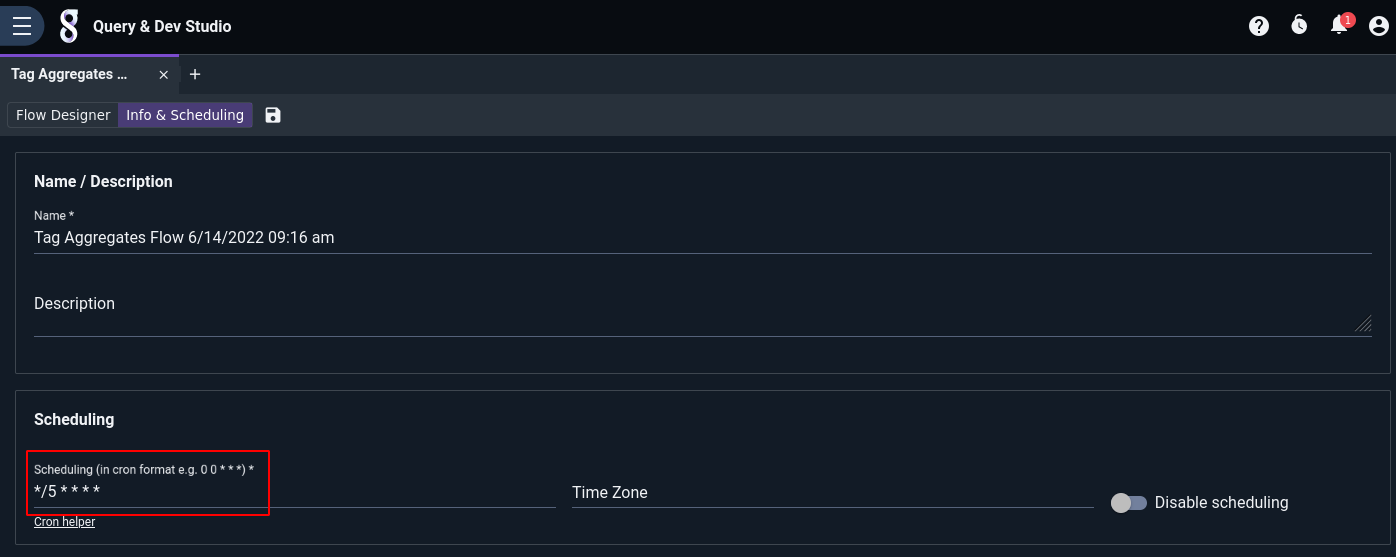 Query & Dev Studio
1
Tag Aggregates ...
Flow Designer Info & Scheduling
Name / Description
Name *
Tag Aggregates Flow 6/14/2022 09:16 am
Description
Scheduling
Scheduling (in cron format e.g. 0 0 * * *) *
*/5 * * * * Time Zone Disable scheduling
Cron helper